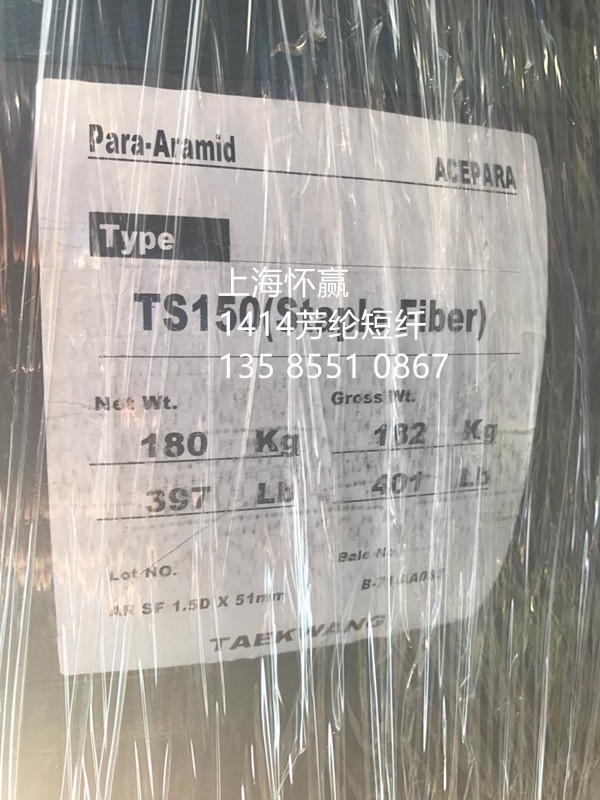 Para-Aramid
ACEPARA
Type
上海怀赢
TS150(Staple Fiber)
1414芳纶短纤
135 8551 0867
Net Wt.
Gross Wt.
180 Kg
182 Kg
397 Lb
401 Lb
Lot NO.
Bale No
AR SF 1.5D X 51mm
TAEKWANG